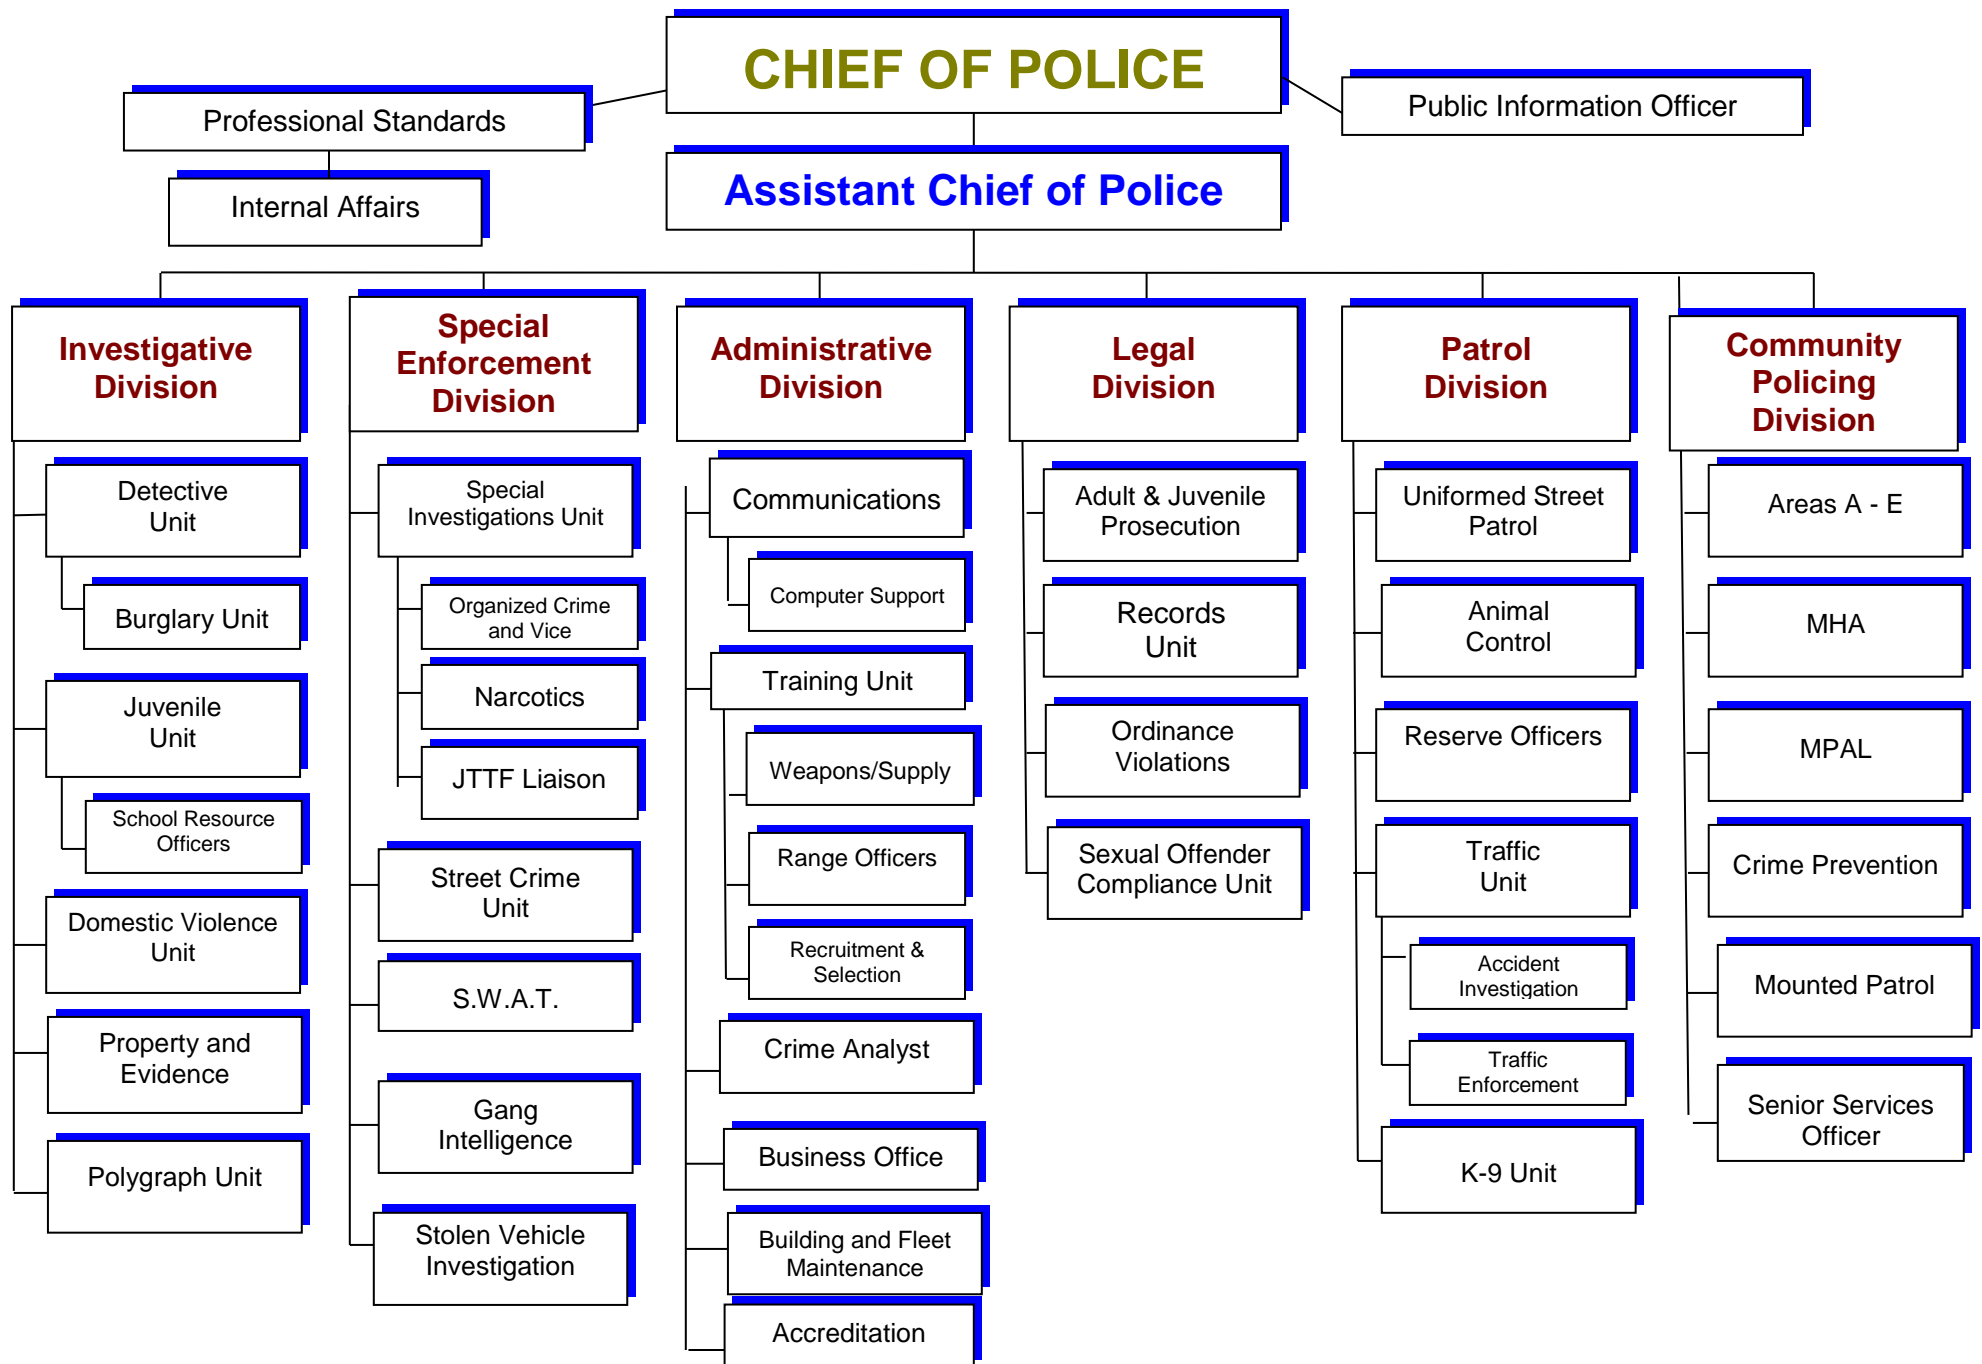 CHIEF OF POLICE
Professional Standards
Public Information Officer
Internal Affairs
Assistant Chief of Police
Investigative
Division
Special
Enforcement
Division
Administrative
Division
Legal
Division
Patrol
Division
Community
Policing
Division
Detective
Unit
Burglary Unit
Juvenile
Unit
School Resource
Officers
Domestic Violence
Unit
Property and
Evidence
Polygraph Unit
Special
Investigations Unit
Organized Crime
and Vice
Narcotics
JTTF Liaison
Street Crime
Unit
S.W.A.T.
Gang
Intelligence
Stolen Vehicle
Investigation
Communications
Computer Support
Training Unit
Weapons/Supply
Range Officers
Recruitment &
Selection
Crime Analyst
Business Office
Building and Fleet
Maintenance
Accreditation
Adult & Juvenile
Prosecution
Records
Unit
Ordinance
Violations
Sexual Offender
Compliance Unit
Uniformed Street
Patrol
Animal
Control
Reserve Officers
Traffic
Unit
Accident
Investigation
Traffic
Enforcement
K-9 Unit
Areas A - E
MHA
MPAL
Crime Prevention
Mounted Patrol
Senior Services
Officer